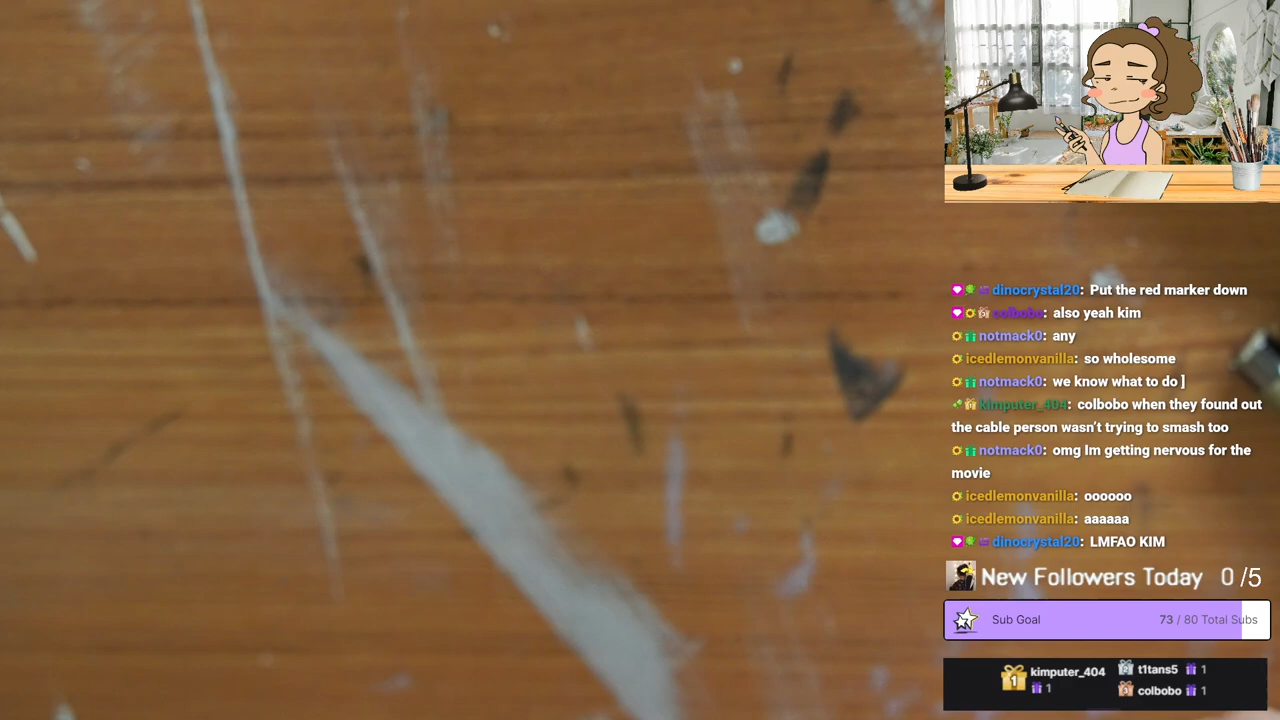 dinocrystal20: Put the red marker down
colbobo: also yeah kim
notmack0: any
icedlemonvanilla: so wholesome
notmack0: we know what to do ]
kimputer_404: colbobo when they found out
the cable person wasn't trying to smash too
notmack0: omg Im getting nervous for the
movie
icedlemonvanilla: oooooo
icedlemonvanilla: aaaaaa
dinocrystal20: LMFAO KIM
New Followers Today 0 /5
Sub Goal 73 / 80 Total Subs
1 kimputer_404 1
2 t1tans5 1
3 colbobo 1